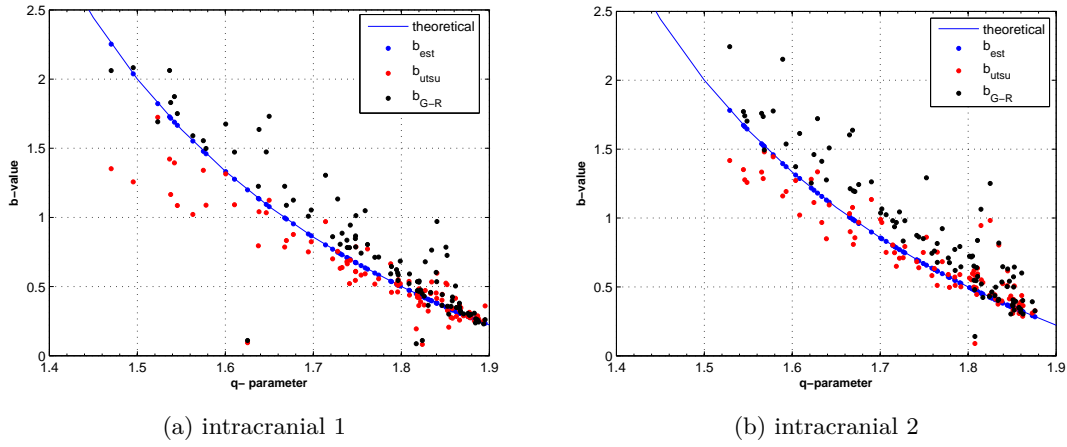 2.5
2
1.5
1
0.5
0
b−value
1.4
1.5
1.6
1.7
1.8
1.9
q− parameter
theoretical
b_est
b_utsu
b_G−R
(a) intracranial 1
2.5
2
1.5
1
0.5
0
b−value
1.4
1.5
1.6
1.7
1.8
1.9
q−parameter
theoretical
b_est
b_utsu
b_G−R
(b) intracranial 2